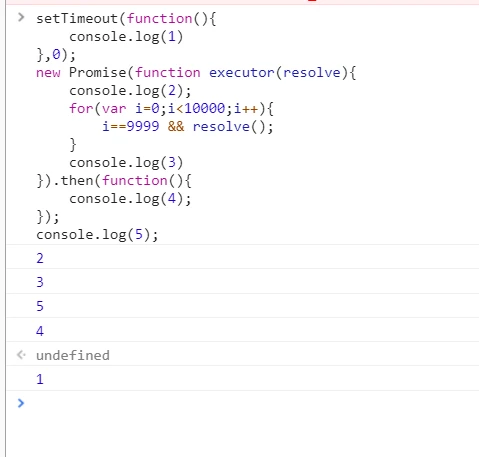 > setTimeout(function(){
    console.log(1)
},0);
new Promise(function executor(resolve){
    console.log(2);
    for(var i=0;i<10000;i++){
        i==9999 && resolve();
    }
    console.log(3)
}).then(function(){
    console.log(4);
});
console.log(5);
2
3
5
4
undefined
1
>